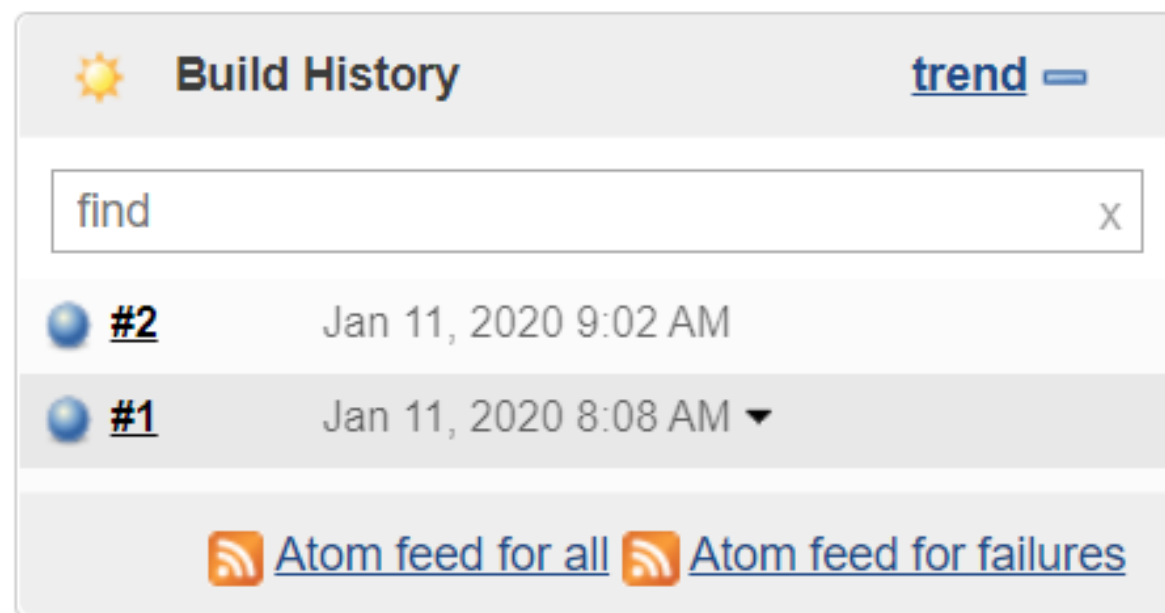 Build History trend
find x
#2 Jan 11, 2020 9:02 AM
#1 Jan 11, 2020 8:08 AM
Atom feed for all Atom feed for failures